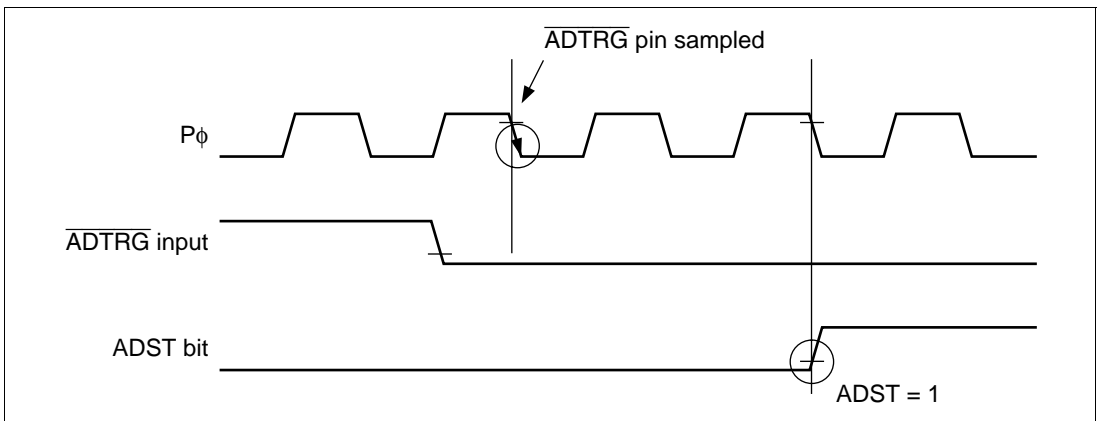 ADTRG pin sampled
Pϕ
ADTRG input
ADST bit
ADST = 1